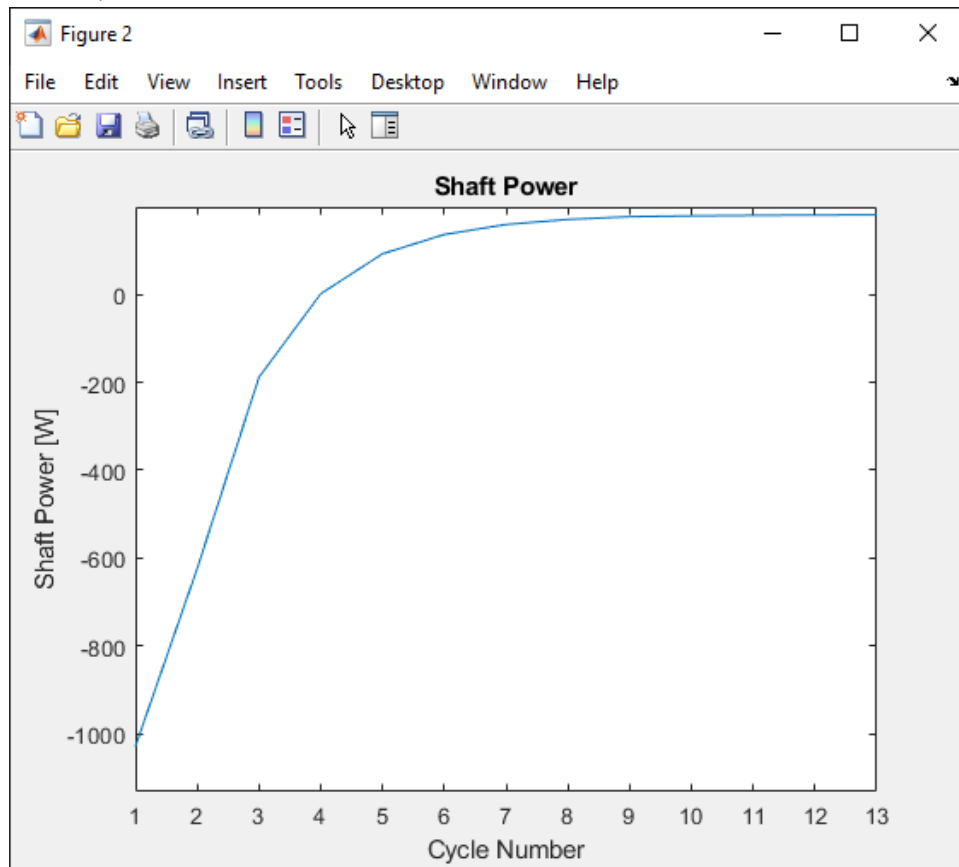 Figure 2
File Edit View Insert Tools Desktop Window Help
Shaft Power
0
-200
-400
-600
-800
-1000
Shaft Power [W]
1 2 3 4 5 6 7 8 9 10 11 12 13
Cycle Number